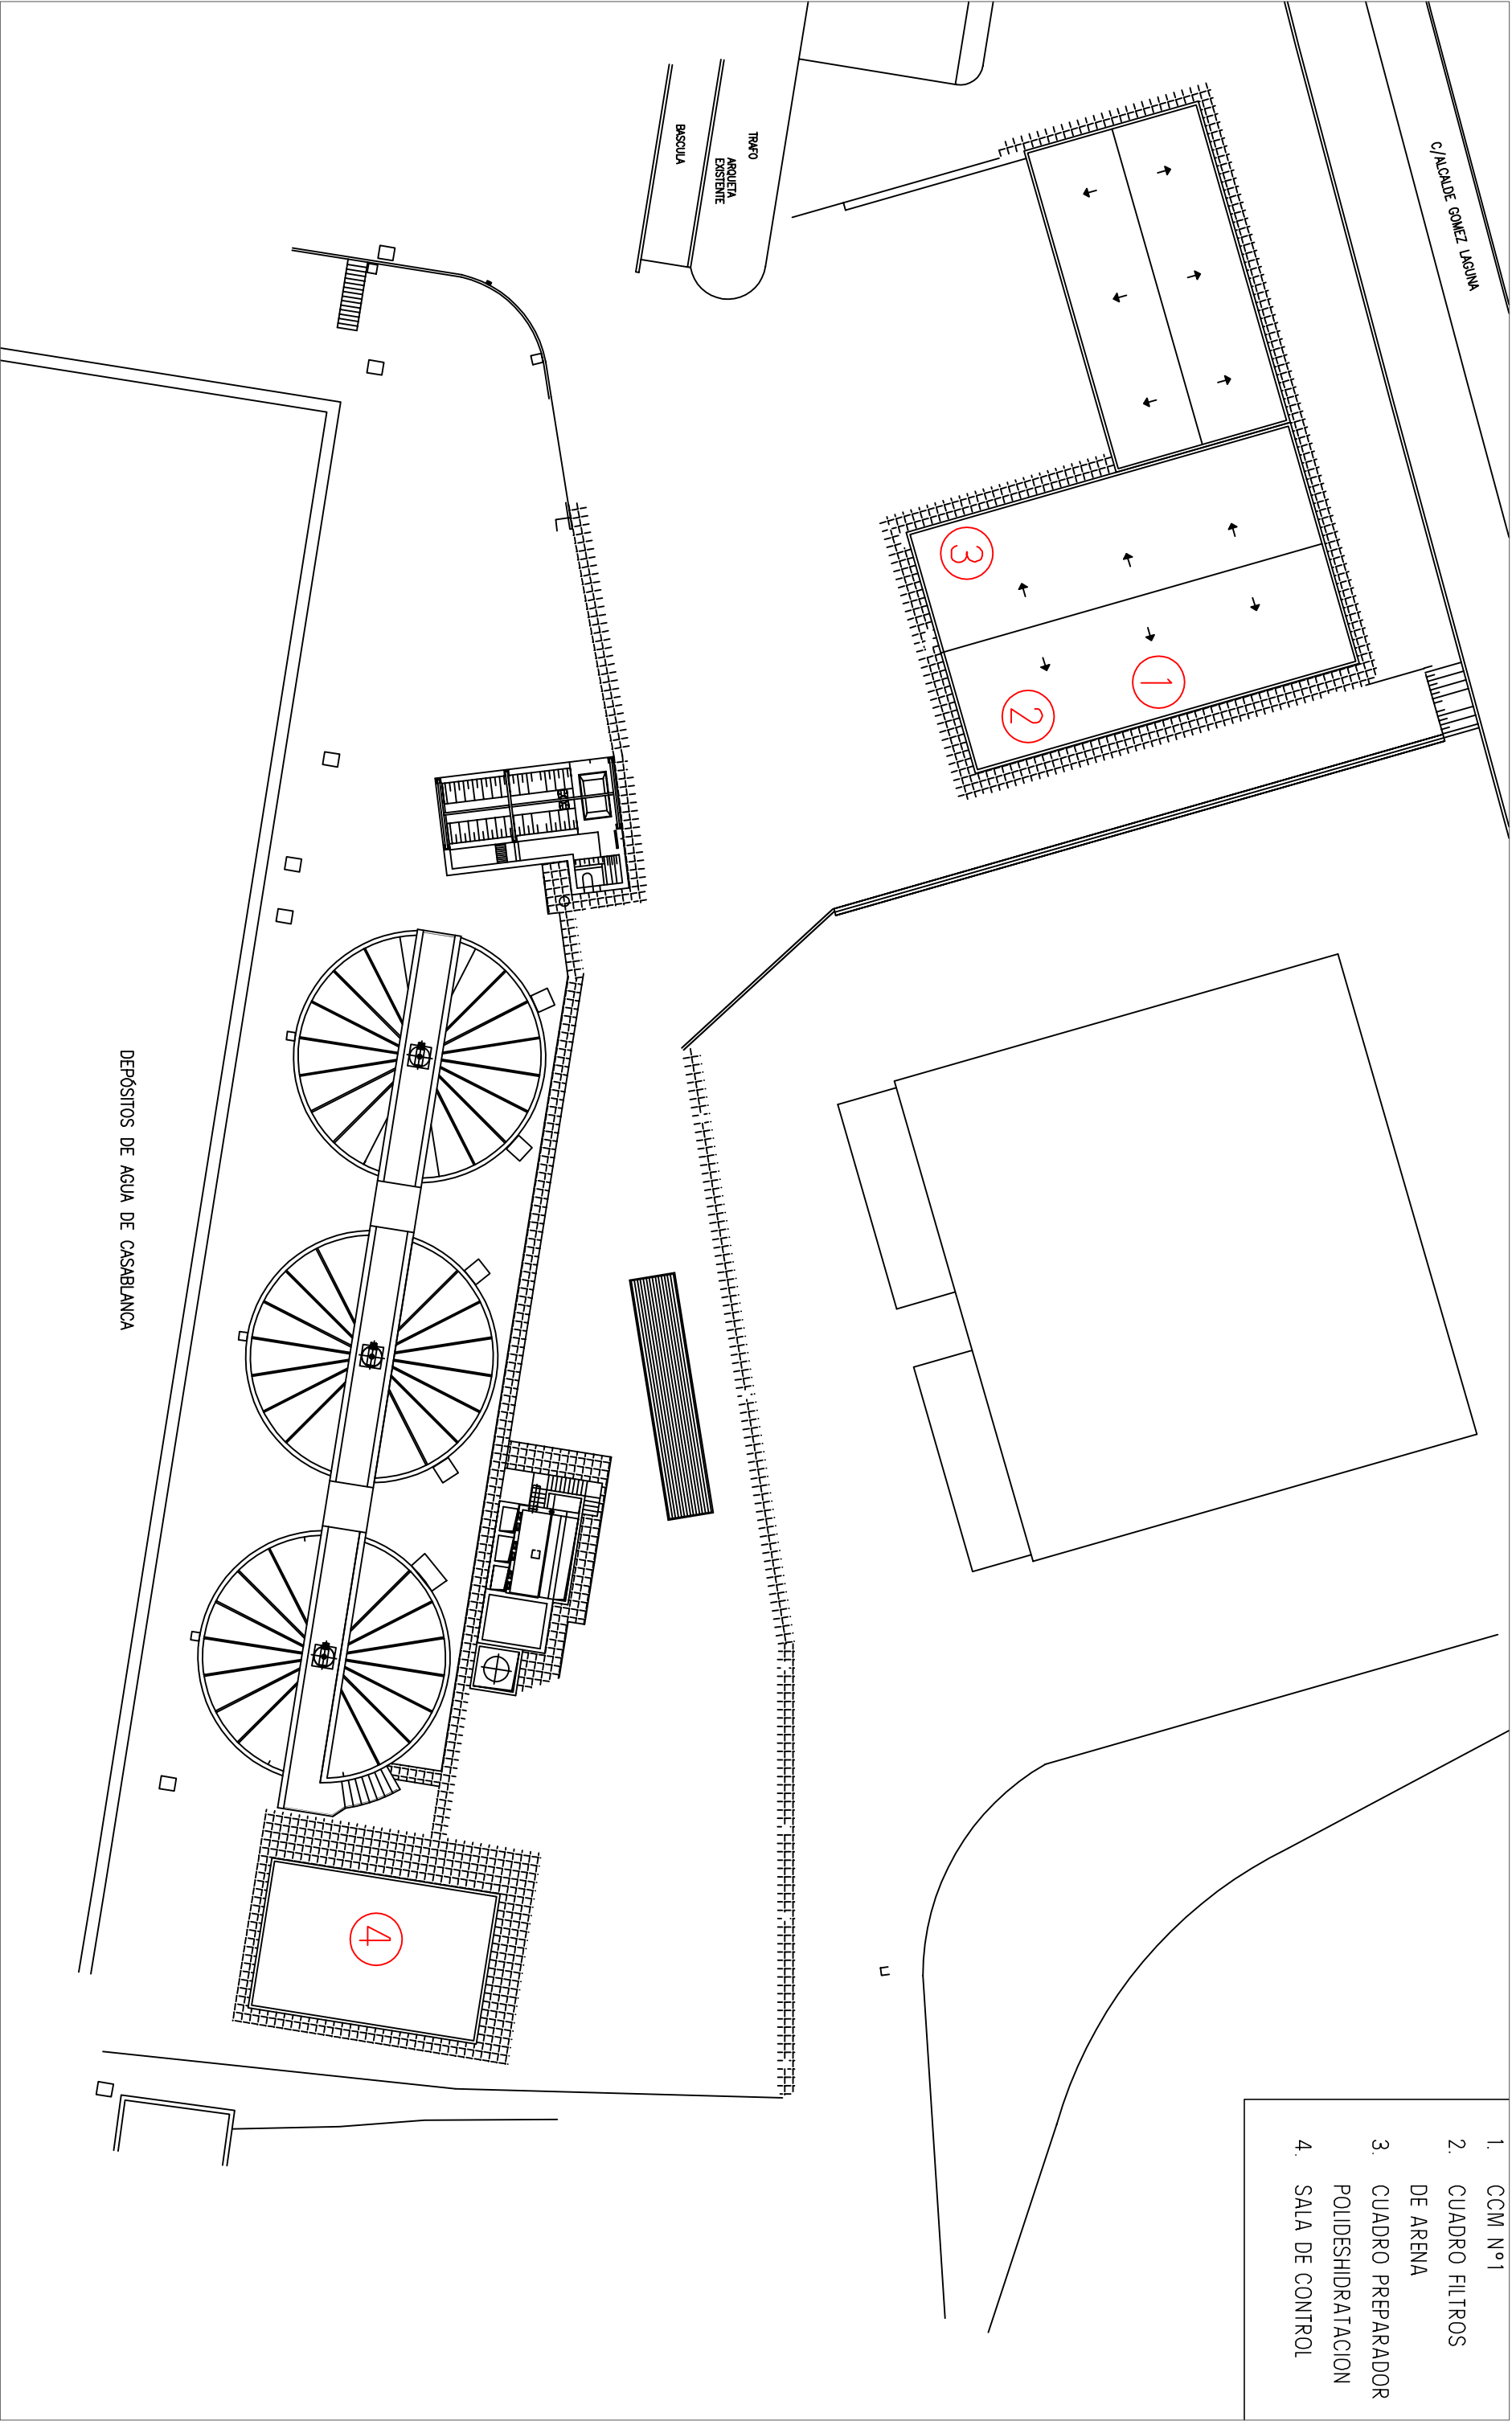 C/ALCALDE GOMEZ LAGUNA
TRAFO
ARQUETA
EXISTENTE
BASCULA
3
1
2
DEPÓSITOS DE AGUA DE CASABLANCA
4
1. CCM Nº1
2. CUADRO FILTROS
DE ARENA
3. CUADRO PREPARADOR
POLIDESHIDRATACION
4. SALA DE CONTROL